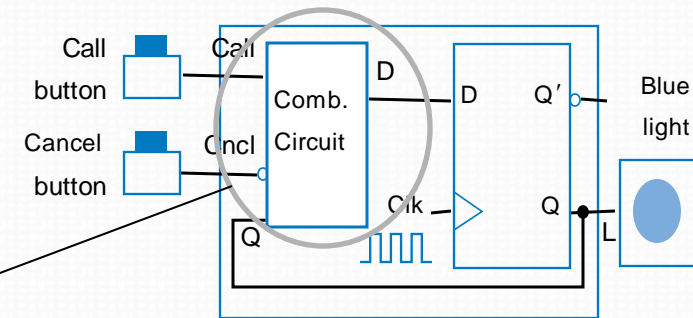 Call
button
Cancel
button
Call
Cncl
Comb.
Circuit
Q
D
Clk
D
Q′
Q
L
Blue
light